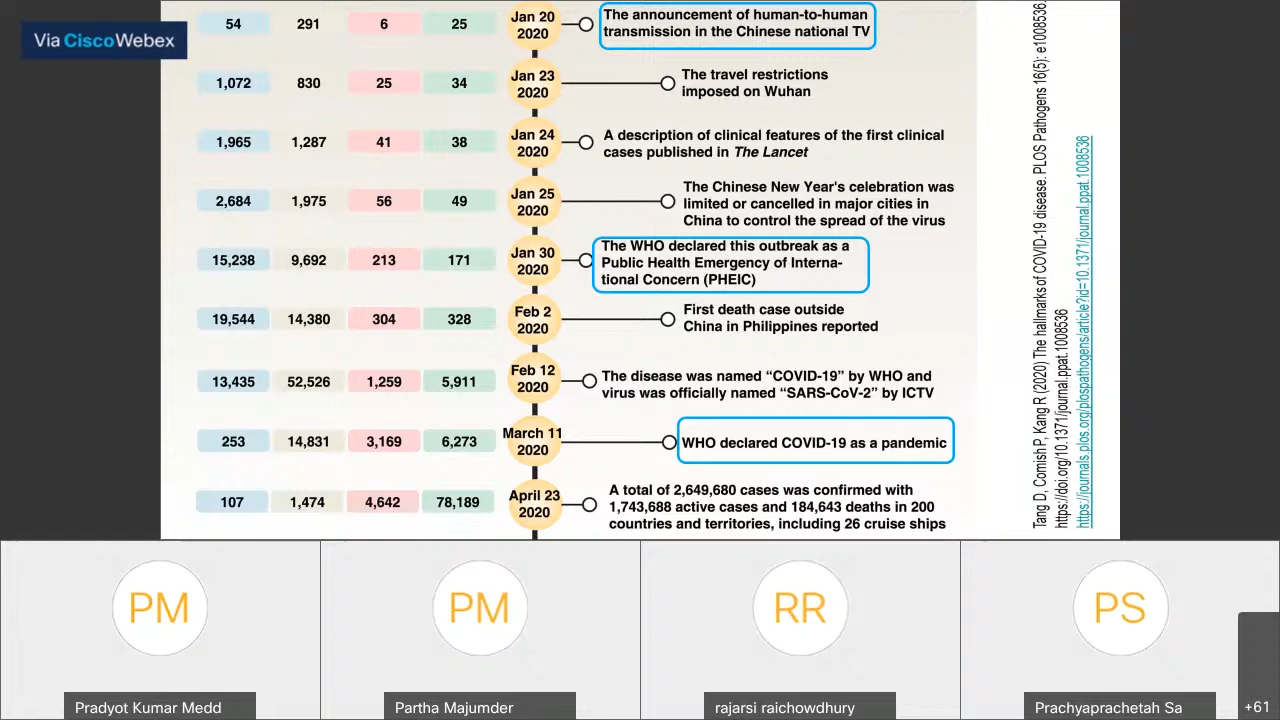 Via CiscoWebex
54 291 6 25 Jan 20 2020 The announcement of human-to-human
transmission in the Chinese national TV
1,072 830 25 34 Jan 23 2020 The travel restrictions
imposed on Wuhan
1,965 1,287 41 38 Jan 24 2020 A description of clinical features of the first clinical
cases published in The Lancet
2,684 1,975 56 49 Jan 25 2020 The Chinese New Year's celebration was
limited or cancelled in major cities in
China to control the spread of the virus
15,238 9,692 213 171 Jan 30 2020 The WHO declared this outbreak as a
Public Health Emergency of Interna-
tional Concern (PHEIC)
19,544 14,380 304 328 Feb 2 2020 First death case outside
China in Philippines reported
13,435 52,526 1,259 5,911 Feb 12 2020 The disease was named “COVID-19” by WHO and
virus was officially named “SARS-CoV-2” by ICTV
253 14,831 3,169 6,273 March 11 2020 WHO declared COVID-19 as a pandemic
107 1,474 4,642 78,189 April 23 2020 A total of 2,649,680 cases was confirmed with
1,743,688 active cases and 184,643 deaths in 200
countries and territories, including 26 cruise ships
Tang D, Comish P, Kang R (2020) The hallmarks of COVID-19 disease. PLOS Pathogens 16(5): e1008536.
https://doi.org/10.1371/journal.ppat.1008536
https://journals.plos.org/plospathogens/article?id=10.1371/journal.ppat.1008536
PM
PM
RR
PS
Pradyot Kumar Medd
Partha Majumder
rajarsi raichowdhury
Prachyaprachetah Sa
+61